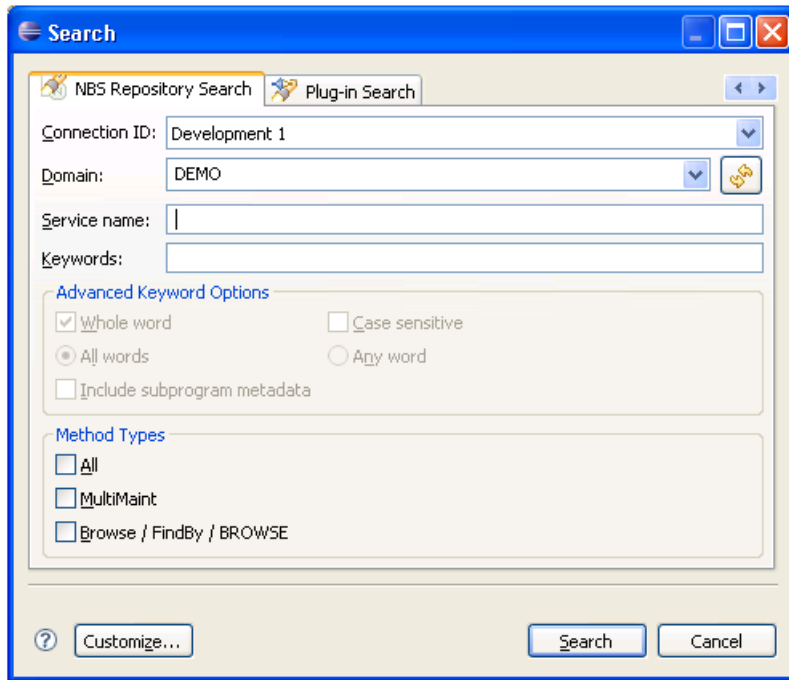 Search
NBS Repository Search Plug-in Search
Connection ID: Development 1
Domain: DEMO
Service name:
Keywords:
Advanced Keyword Options
Whole word Case sensitive
All words Any word
Include subprogram metadata
Method Types
All
MultiMaint
Browse / FindBy / BROWSE
? Customize... Search Cancel